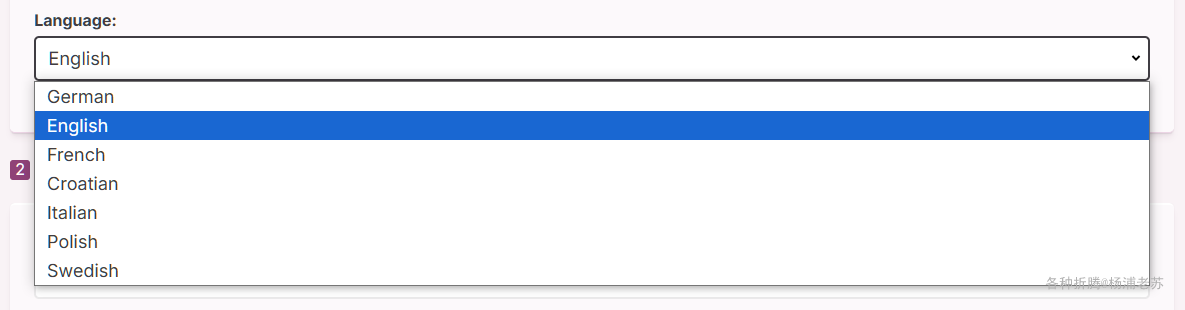 Language:
English
German
English
French
2
Croatian
Italian
Polish
Swedish
各种折腾@杨浦老苏